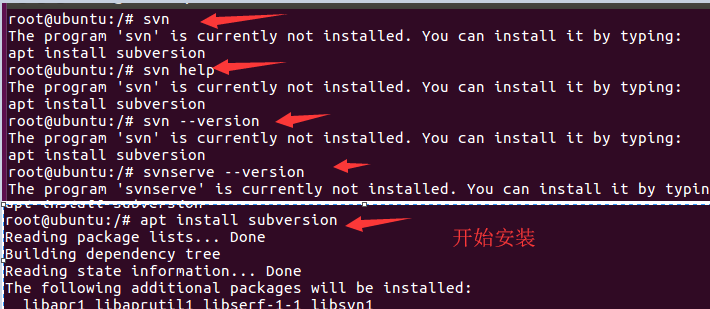 root@ubuntu:/# svn
The program 'svn' is currently not installed. You can install it by typing:
apt install subversion
root@ubuntu:/# svn help
The program 'svn' is currently not installed. You can install it by typing:
apt install subversion
root@ubuntu:/# svn --version
The program 'svn' is currently not installed. You can install it by typing:
apt install subversion
root@ubuntu:/# svnserve --version
The program 'svnserve' is currently not installed. You can install it by typin
apt install subversion
root@ubuntu:/# apt install subversion
开始安装
Reading package lists... Done
Building dependency tree
Reading state information... Done
The following additional packages will be installed:
libapr1 libaprutil1 libserf-1-1 libsvn1